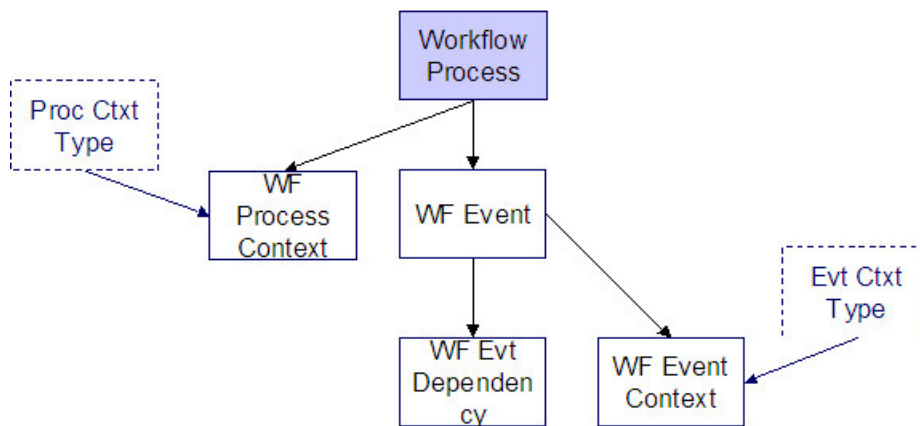 Workflow
Process
Proc Ctxt
Type
WF
Process
Context
WF Event
Evt Ctxt
Type
WF Evt
Dependen
cy
WF Event
Context